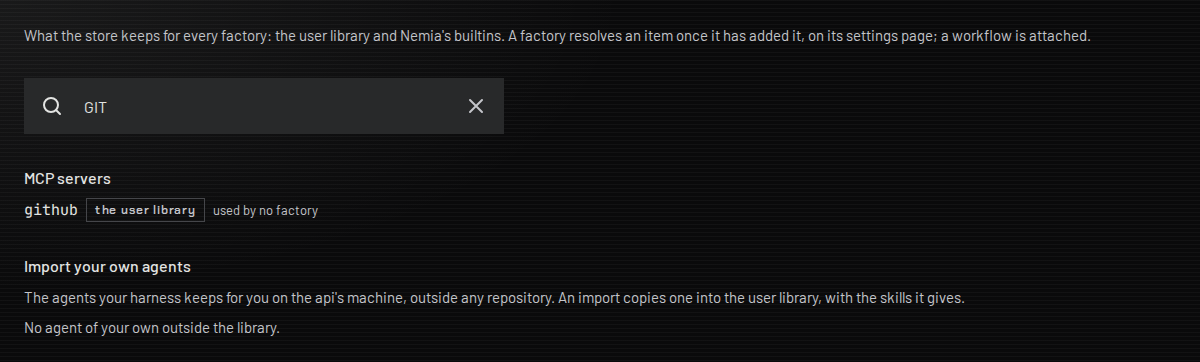 What the store keeps for every factory: the user library and Nemia's builtins. A factory resolves an item once it has added it, on its settings page; a workflow is attached.
GIT
MCP servers
github the user library used by no factory
Import your own agents
The agents your harness keeps for you on the api's machine, outside any repository. An import copies one into the user library, with the skills it gives.
No agent of your own outside the library.